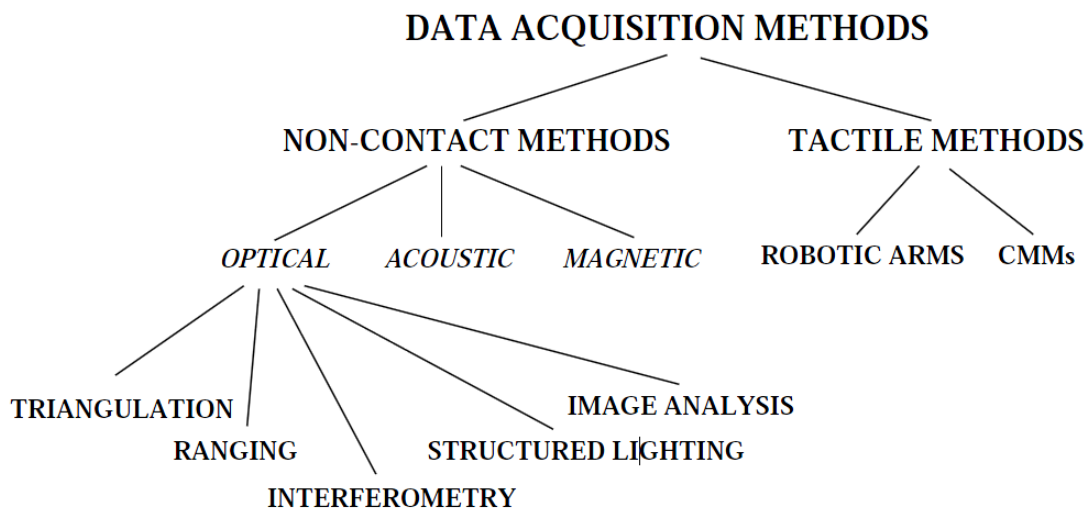 DATA ACQUISITION METHODS
NON-CONTACT METHODS
TACTILE METHODS
OPTICAL
ACOUSTIC
MAGNETIC
ROBOTIC ARMS
CMMs
TRIANGULATION
IMAGE ANALYSIS
RANGING
STRUCTURED LIGHTING
INTERFEROMETRY